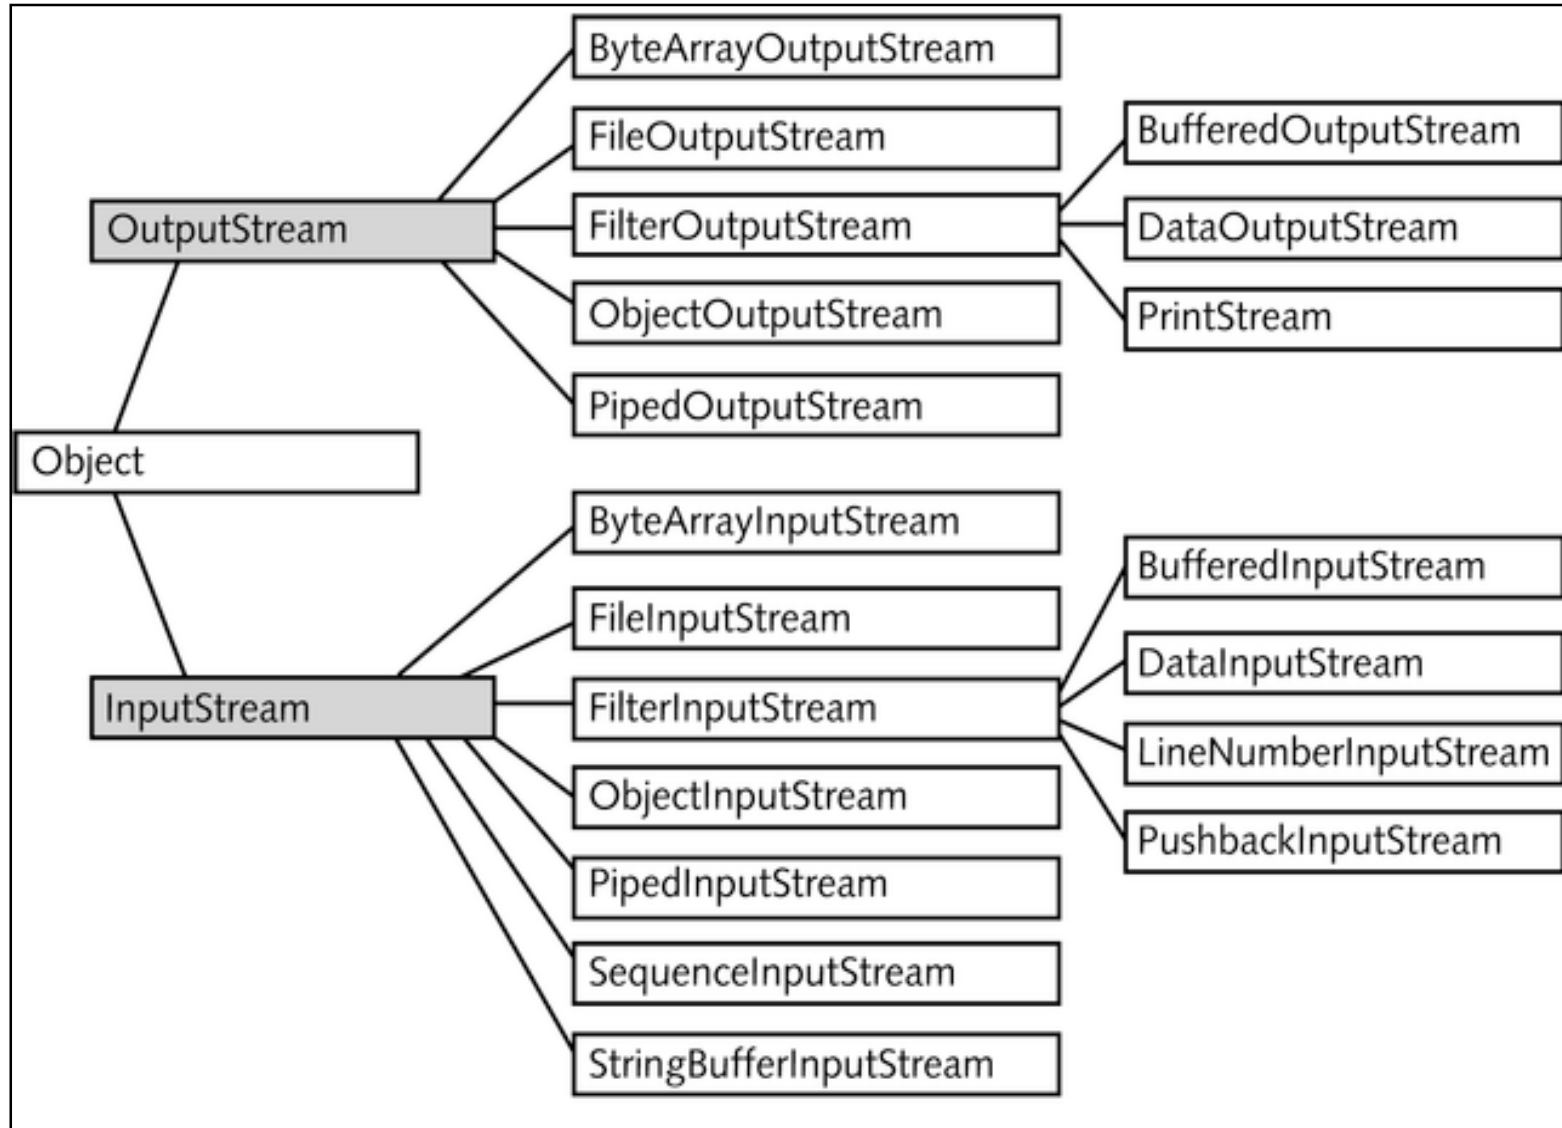 Object
OutputStream
ByteArrayOutputStream
FileOutputStream
FilterOutputStream
BufferedOutputStream
DataOutputStream
PrintStream
ObjectOutputStream
PipedOutputStream
InputStream
ByteArrayInputStream
FileInputStream
FilterInputStream
BufferedInputStream
DataInputStream
LineNumberInputStream
PushbackInputStream
ObjectInputStream
PipedInputStream
SequenceInputStream
StringBufferInputStream